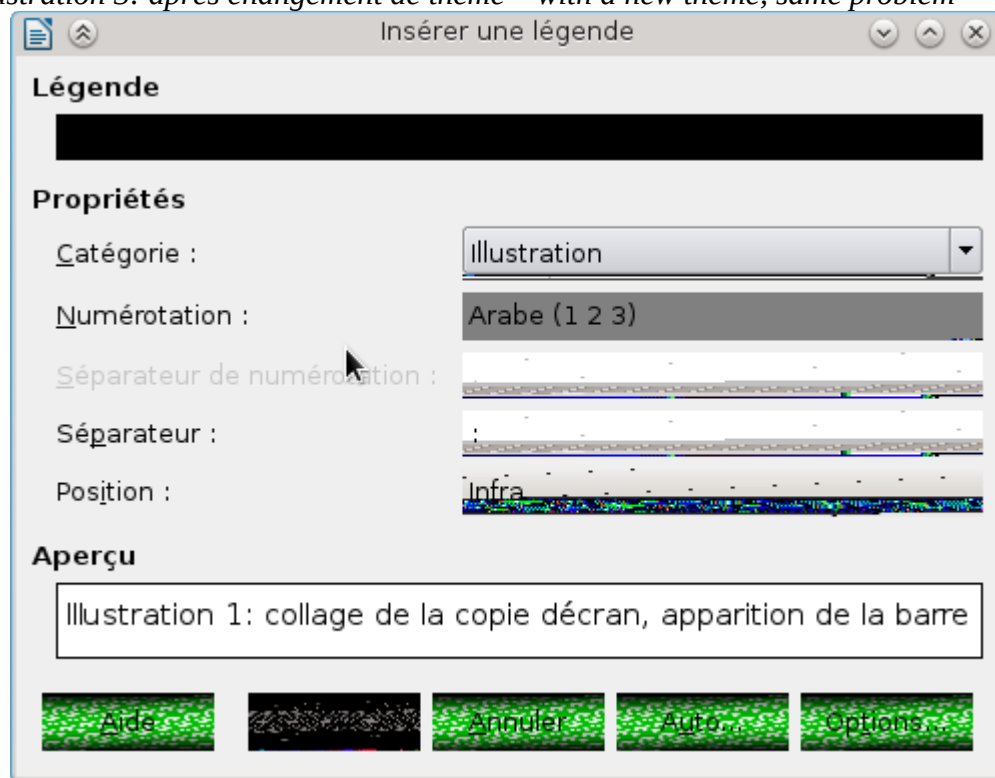 stration 3: après changement de thème – with a new theme, same problem
Insérer une légende
Légende
Propriétés
Catégorie :
Illustration
Numérotation :
Arabe (1 2 3)
Séparateur de numérotation :
Séparateur :
:
Position :
Infra
Aperçu
Illustration 1: collage de la copie décran, apparition de la barre
Aide
Annuler
Auto...
Options...